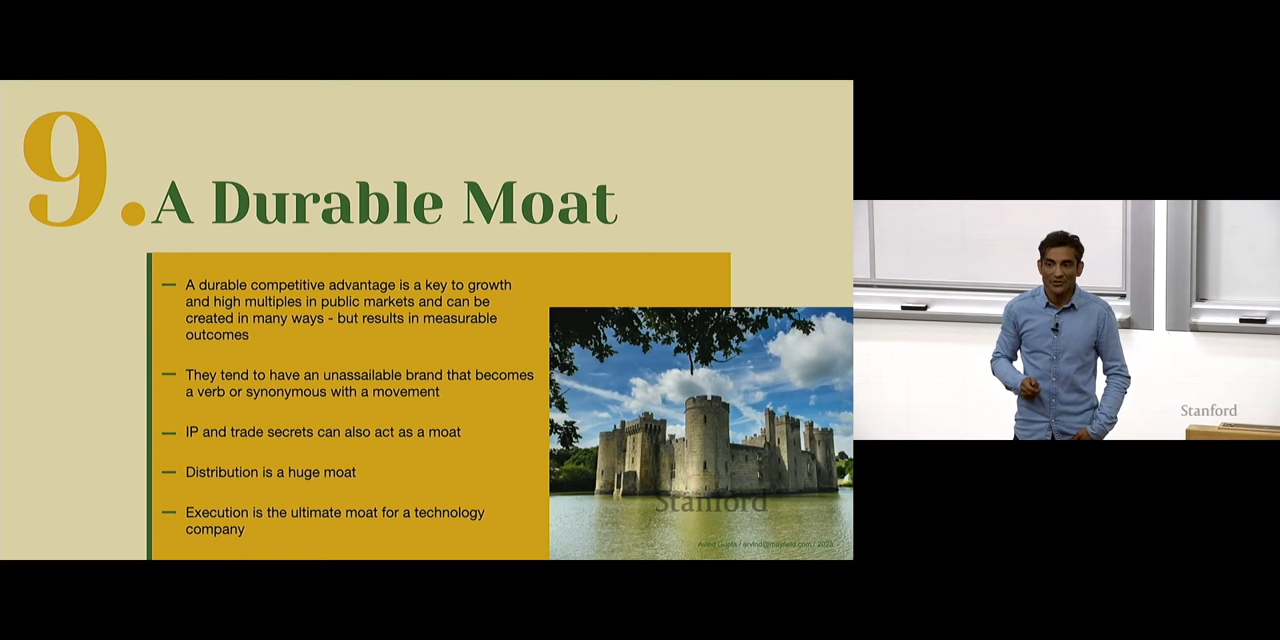 9.
A Durable Moat
— A durable competitive advantage is a key to growth
and high multiples in public markets and can be
created in many ways - but results in measurable
outcomes
— They tend to have an unassailable brand that becomes
a verb or synonymous with a movement
— IP and trade secrets can also act as a moat
— Distribution is a huge moat
— Execution is the ultimate moat for a technology
company
Stanford
Avind Gupta / arvind@mayfield.com / 2023
Stanford